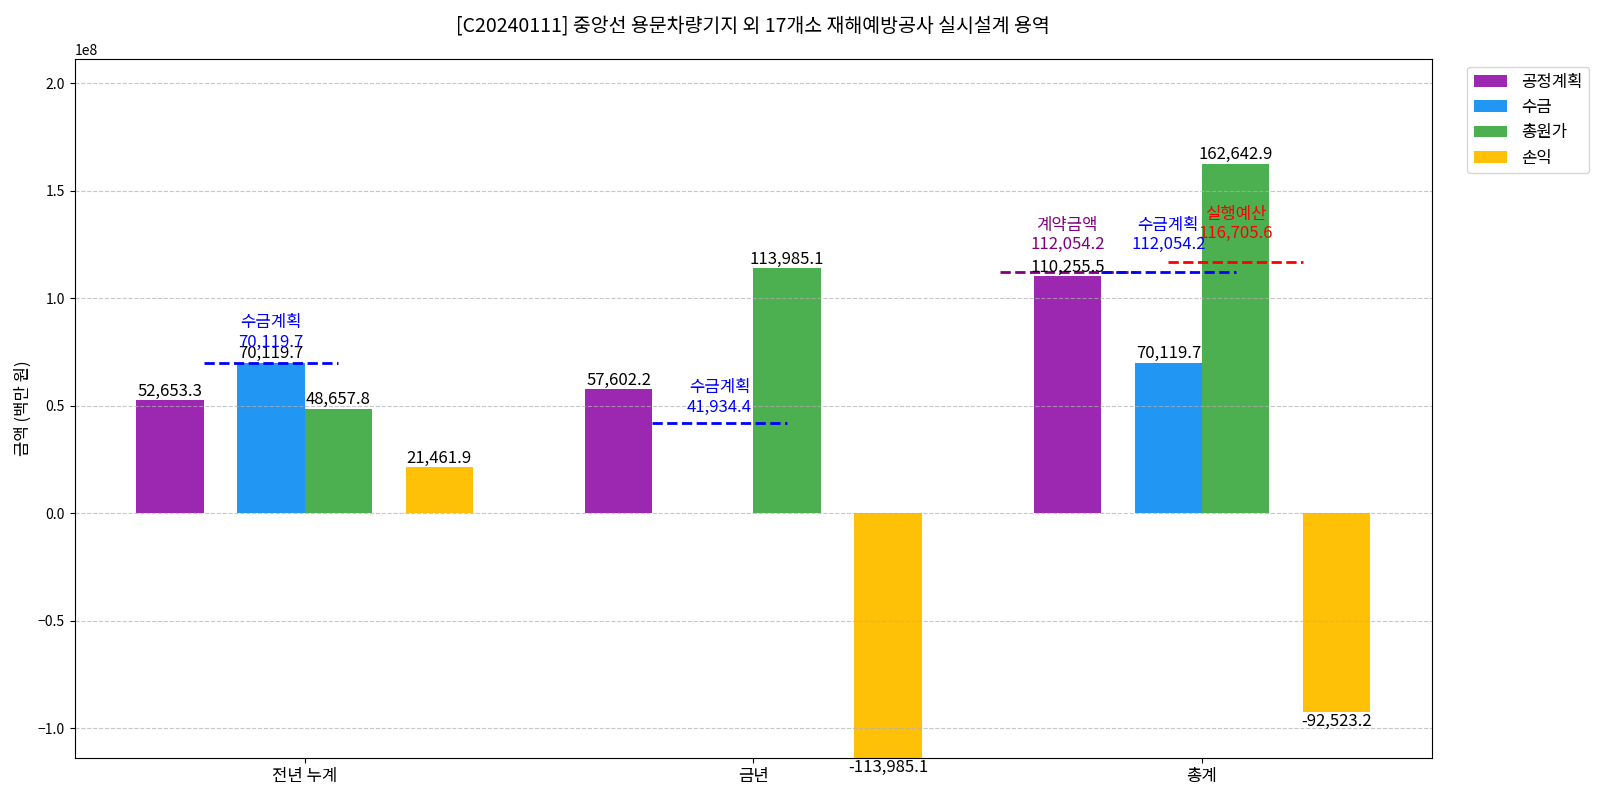 [C20240111] 중앙선 용문차량기지 외 17개소 재해예방공사 실시설계 용역
1e8
금액 (백만 원)
2.0
1.5
1.0
0.5
0.0
−0.5
−1.0
52,653.3
수금계획
70,119.7
70,119.7
48,657.8
21,461.9
57,602.2
수금계획
41,934.4
113,985.1
-113,985.1
계약금액
112,054.2
110,255.5
수금계획
112,054.2
70,119.7
162,642.9
실행예산
116,705.6
-92,523.2
전년 누계
금년
총계
공정계획
수금
총원가
손익